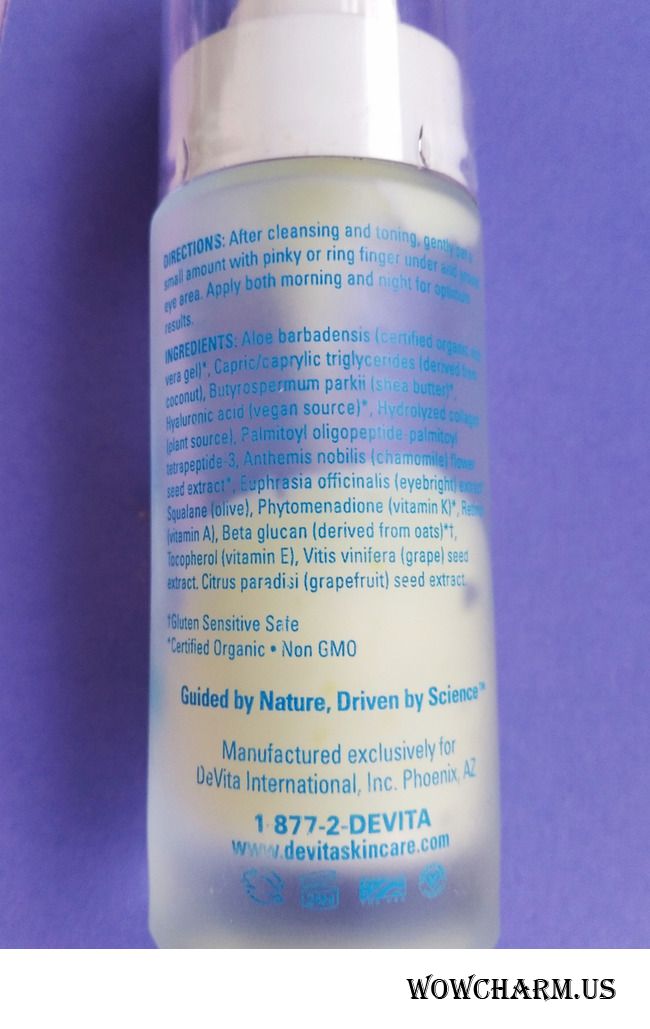 DIRECTIONS: After cleansing and toning, gently
small amount with pinky or ring finger under and
eye area. Apply both morning and night for optimum
results.
INGREDIENTS: Aloe barbadensis (certified organic
vera gel)*, Capric/caprylic triglycerides (derived from
coconut), Butyrospermum parkii (shea butter)*,
Hyaluronic acid (vegan source)*, Hydrolyzed collagen
(plant source), Palmitoyl oligopeptide-palmitoyl
tetrapeptide-3, Anthemis nobilis (chamomile) flower
seed extract*, Euphrasia officinalis (eyebright) extract
Squalane (olive), Phytomenadione (vitamin K)*,
(vitamin A), Beta glucan (derived from oats)*†,
Tocopherol (vitamin E), Vitis vinifera (grape) seed
extract. Citrus paradisi (grapefruit) seed extract.
†Gluten Sensitive Safe
*Certified Organic • Non GMO
Guided by Nature, Driven by Science™
Manufactured exclusively for
DeVita International, Inc. Phoenix, AZ
1 877-2-DEVITA
www.devitaskincare.com
WOWCHARM.US